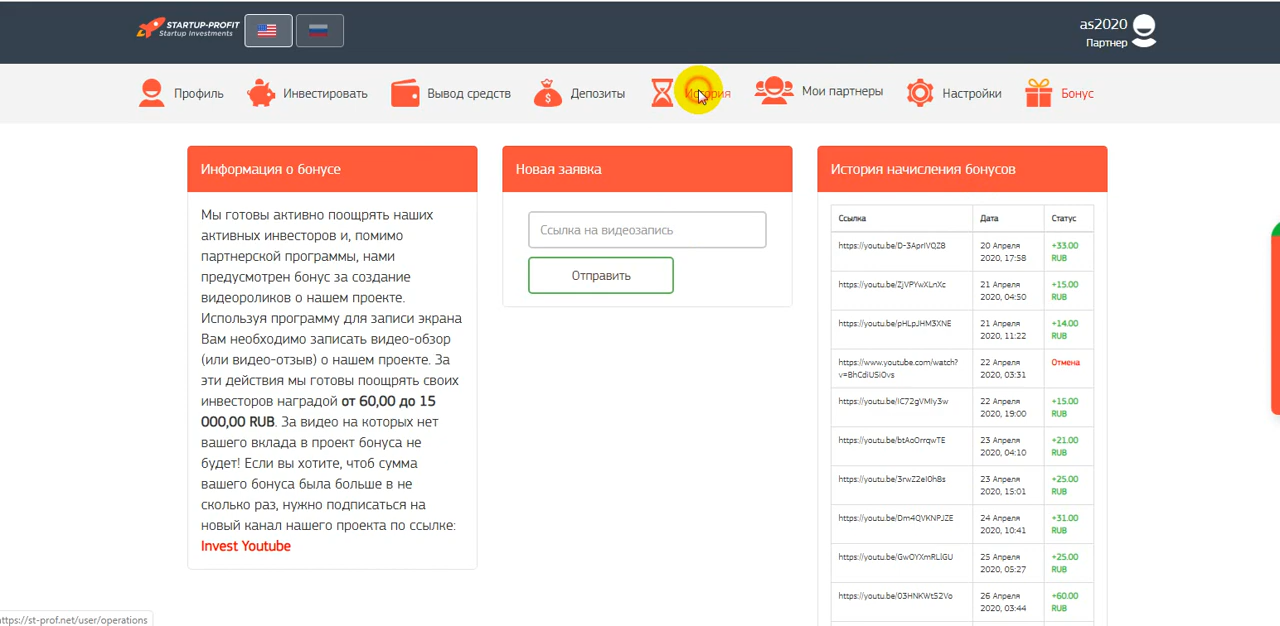 STARTUP-PROFIT
Startup Investments
as2020
Партнер
Профиль
Инвестировать
Вывод средств
Депозиты
История
Мои партнеры
Настройки
Бонус
Информация о бонусе
Мы готовы активно поощрять наших
активных инвесторов и, помимо
партнерской программы, нами
предусмотрен бонус за создание
видеороликов о нашем проекте.
Используя программу для записи экрана
Вам необходимо записать видео-обзор
(или видео-отзыв) о нашем проекте. За
эти действия мы готовы поощрять своих
инвесторов наградой от 60,00 до 15
000,00 RUB. За видео на которых нет
вашего вклада в проект бонуса не
будет! Если вы хотите, чтоб сумма
вашего бонуса была больше в не
сколько раз, нужно подписаться на
новый канал нашего проекта по ссылке:
Invest Youtube
Новая заявка
Ссылка на видеозапись
Отправить
История начисления бонусов
Ссылка Дата Статус
https://youtu.be/D-3AprIVQZ8 20 Апреля +33.00
2020, 17:58 RUB
https://youtu.be/ZjVPYwXLnXc 21 Апреля +15.00
2020, 04:50 RUB
https://youtu.be/pHLpJHM3XNE 21 Апреля +14.00
2020, 11:22 RUB
https://www.youtube.com/watch? 22 Апреля Отмена
v=BhCdiUSiOvs 2020, 03:31
https://youtu.be/IC72gVMIy3w 22 Апреля +15.00
2020, 19:00 RUB
https://youtu.be/btAoOrrqwTE 23 Апреля +21.00
2020, 04:10 RUB
https://youtu.be/3rwZ2eI0h8s 23 Апреля +25.00
2020, 15:01 RUB
https://youtu.be/Dm4QVKNPJZE 24 Апреля +31.00
2020, 10:41 RUB
https://youtu.be/GwOYXmRLlGU 25 Апреля +25.00
2020, 05:27 RUB
https://youtu.be/03HNKWt52Vo 26 Апреля +60.00
2020, 03:44 RUB
ttps://st-prof.net/user/operations